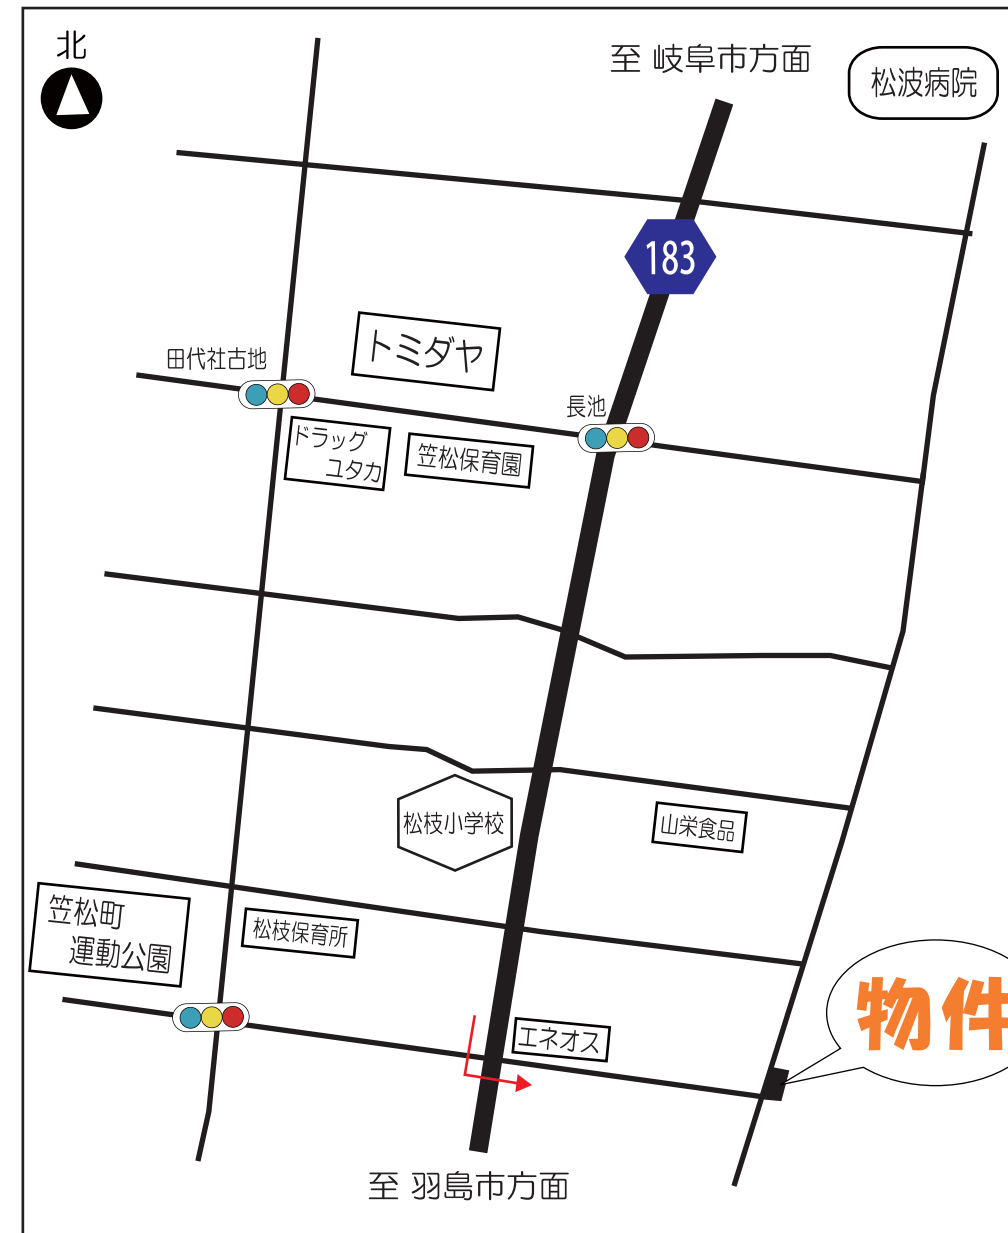 北
至 岐阜市方面
松波病院
183
トミダヤ
田代社古地
長池
ドラッグ
ユタカ
笠松保育園
松枝小学校
山栄食品
笠松町
運動公園
松枝保育所
物件
エネオス
至 羽島市方面